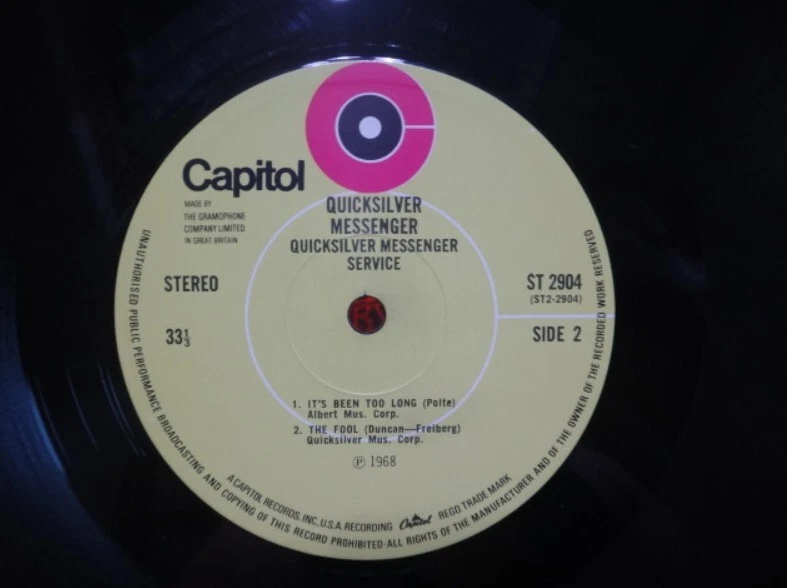 Capitol
MADE BY
THE GRAMOPHONE
COMPANY LIMITED
IN GREAT BRITAIN
QUICKSILVER
MESSENGER
QUICKSILVER MESSENGER
SERVICE
STEREO
ST 2904
(ST2-2904)
33⅓
SIDE 2
1. IT'S BEEN TOO LONG (Polte)
Albert Mus. Corp.
2. THE FOOL (Duncan—Freiberg)
Quicksilver Mus. Corp.
℗ 1968
A CAPITOL RECORDS, INC., U.S.A. RECORDING Capitol REGD. TRADE MARK
UNAUTHORISED PUBLIC PERFORMANCE BROADCASTING AND COPYING OF THIS RECORD PROHIBITED·ALL RIGHTS OF THE MANUFACTURER AND OF THE OWNER OF THE RECORDED WORK RESERVED